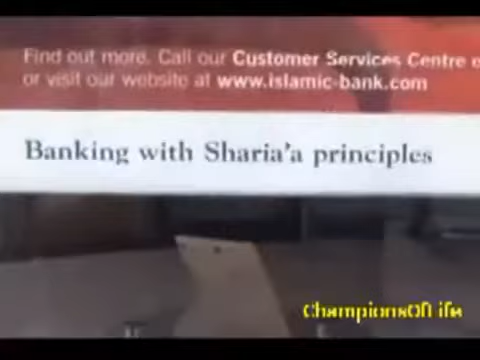 Find out more. Call our Customer Services Centre
or visit our website at www.islamic-bank.com
Banking with Sharia'a principles
ChampionsOfLife